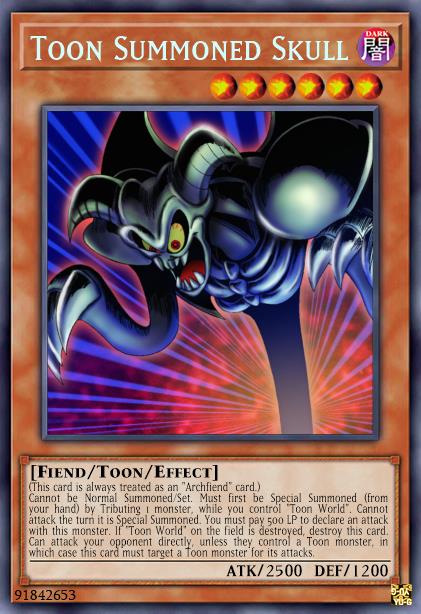 TOON SUMMONED SKULL
DARK
闇
[FIEND/TOON/EFFECT]
(This card is always treated as an "Archfiend" card.)
Cannot be Normal Summoned/Set. Must first be Special Summoned (from
your hand) by Tributing 1 monster, while you control "Toon World". Cannot
attack the turn it is Special Summoned. You must pay 500 LP to declare an attack
with this monster. If "Toon World" on the field is destroyed, destroy this card.
Can attack your opponent directly, unless they control a Toon monster, in
which case this card must target a Toon monster for its attacks.
ATK/2500 DEF/1200
91842653